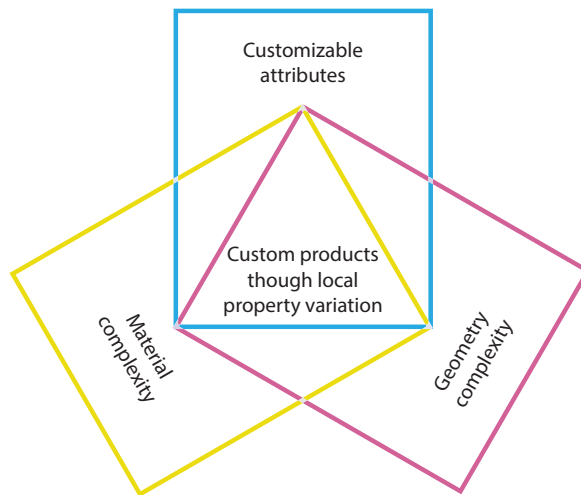 Customizable
attributes
Custom products
though local
property variation
Material
complexity
Geometry
complexity